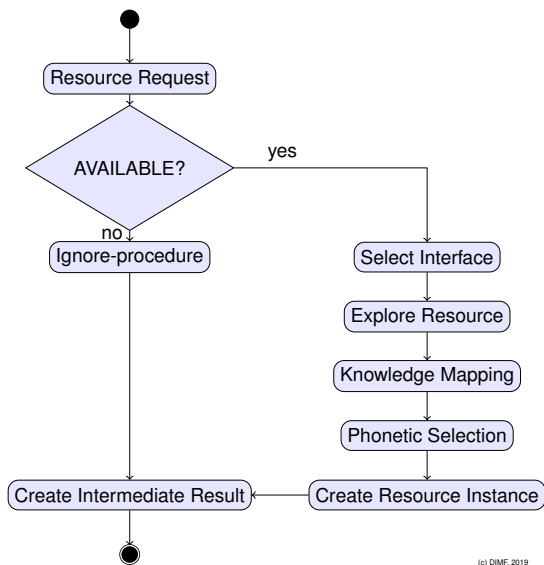 Resource Request
AVAILABLE?
yes
no
Ignore-procedure
Select Interface
Explore Resource
Knowledge Mapping
Phonetic Selection
Create Intermediate Result
Create Resource Instance
(c) DIMF, 2019